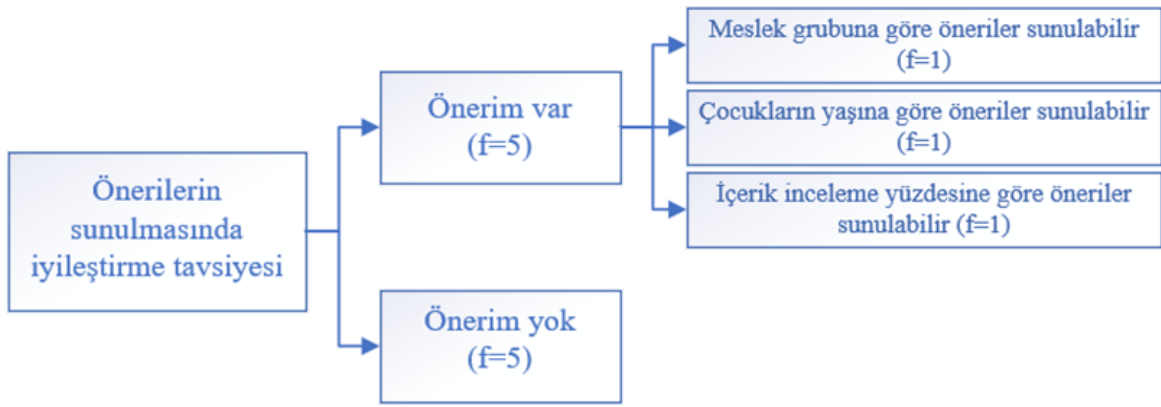 Önerilerin
sunulmasında
iyileştirme tavsiyesi
Önerim var
(f=5)
Meslek grubuna göre öneriler sunulabilir
(f=1)
Çocukların yaşına göre öneriler sunulabilir
(f=1)
İçerik inceleme yüzdesine göre öneriler
sunulabilir (f=1)
Önerim yok
(f=5)